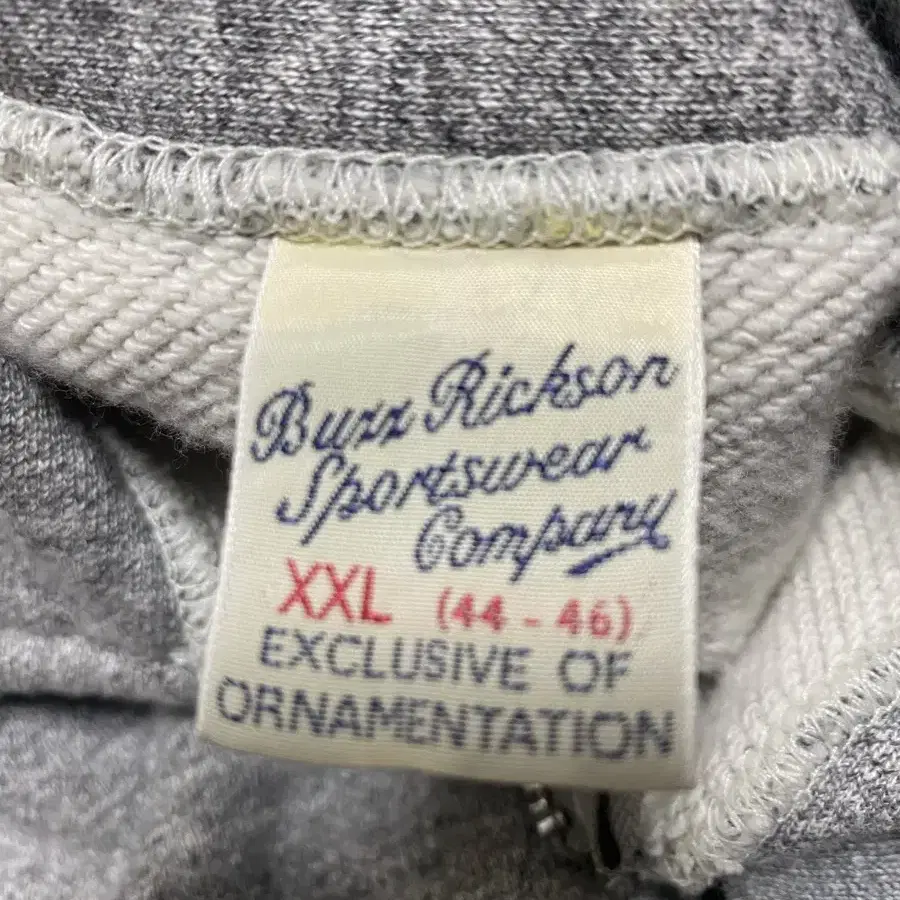 Buzz Rickson
Sportswear
Company
XXL (44 - 46)
EXCLUSIVE OF
ORNAMENTATION